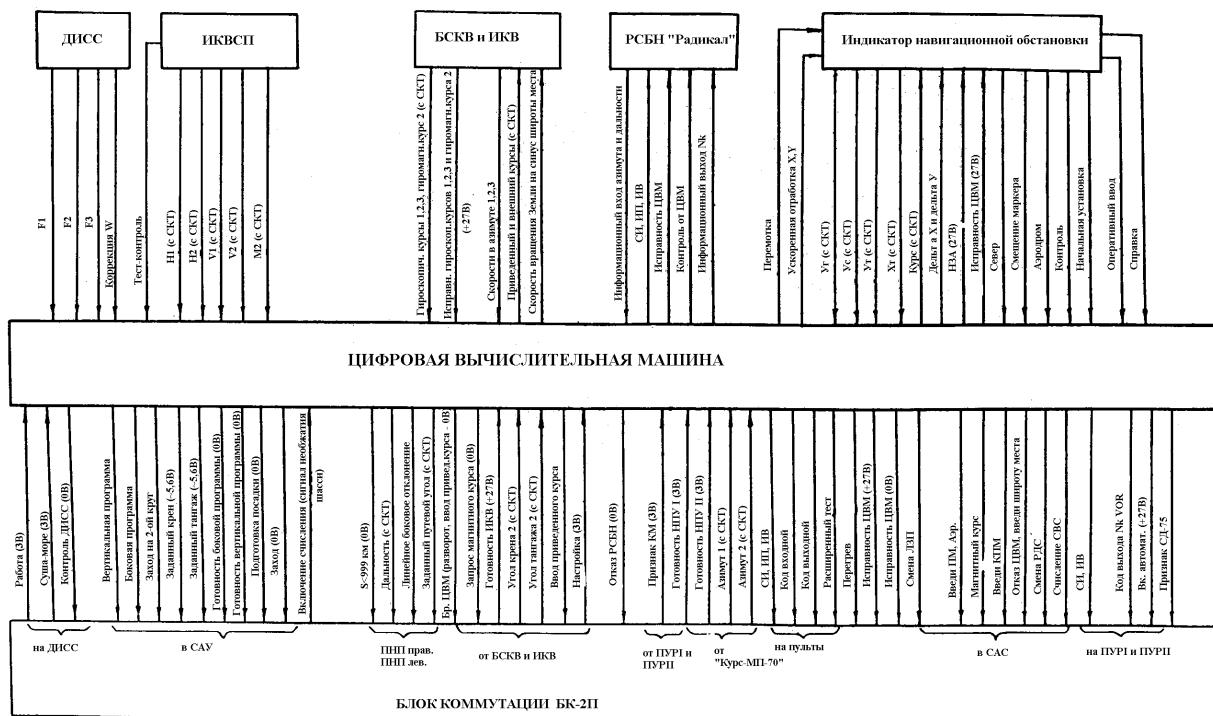 ДИСС
ИКВСП
БСКВ и ИКВ
РСБН "Радикал"
Индикатор навигационной обстановки
F1
F2
F3
Коррекция W
Тест-контроль
H1 (с СКТ)
H2 (с СКТ)
V1 (с СКТ)
V2 (с СКТ)
M2 (с СКТ)
Гироскопич. курсы 1,2,3, гиромагн.курс 2 (с СКТ)
Исправн. гироскоп.курсов 1,2,3 и гиромагн.курса 2
(+27В)
Скорости в азимуте 1,2,3
Приведенный и внешний курсы (с СКТ)
Скорость вращения Земли на синус широты места
Информационный вход азимута и дальности
СИ, ИП, ИВ
Исправность ЦВМ
Контроль от ЦВМ
Информационный выход Nk
Перемотка
Ускоренная отработка X,Y
Уг (с СКТ)
Ус (с СКТ)
Ут (с СКТ)
Хт (с СКТ)
Курс (с СКТ)
Дельт а Х и дельта У
НЗА (27В)
Исправность ЦВМ (27В)
Север
Смещение маркера
Аэродром
Контроль
Начальная установка
Оперативный ввод
Справка
ЦИФРОВАЯ ВЫЧИСЛИТЕЛЬНАЯ МАШИНА
Работа (3В)
Суша-море (3В)
Контроль ДИСС (0В)
Вертикальная программа
Боковая программа
Заход на 2-ой круг
Заданный крен (~5,6В)
Заданный тангаж (~5,6В)
Готовность боковой программы (0В)
Готовность вертикальной программы (0В)
Подготовка посадки (0В)
Заход (0В)
Включение счисления (сигнал необжатия
шасси)
S<999 км (0В)
Дальность (с СКТ)
Линейное боковое отклонение
Заданный путевой угол (с СКТ)
Бр. ЦВМ (разворот, ввод привед.курса - 0В)
Запрос магнитного курса (0В)
Готовность ИКВ (+27В)
Угол крена 2 (с СКТ)
Угол тангажа 2 (с СКТ)
Ввод приведенного курса
Настройка (3В)
Отказ РСБН (0В)
Признак КМ (3В)
Готовность НПУ I (3В)
Готовность НПУ II (3В)
Азимут 1 (с СКТ)
Азимут 2 (с СКТ)
СИ, ИП, ИВ
Код входной
Код выходной
Расширенный тест
Перегрев
Исправность ЦВМ (+27В)
Исправность ЦВМ (0В)
Смена ЛЗП
Введи ПМ, Аэр.
Магнитный курс
Введи КПМ
Отказ ЦВМ, введи широту места
Смена РДС
Счисление СВС
СИ, ИВ
Код выхода Nk VOR
Вк. автомат. (+27В)
Признак СД-75
на ДИСС
в САУ
ПНП прав.
ПНП лев.
от БСКВ и ИКВ
от ПУРI и
ПУРII
от
"Курс-МП-70"
на пульты
в САС
на ПУРI и ПУРII
БЛОК КОММУТАЦИИ БК-2П